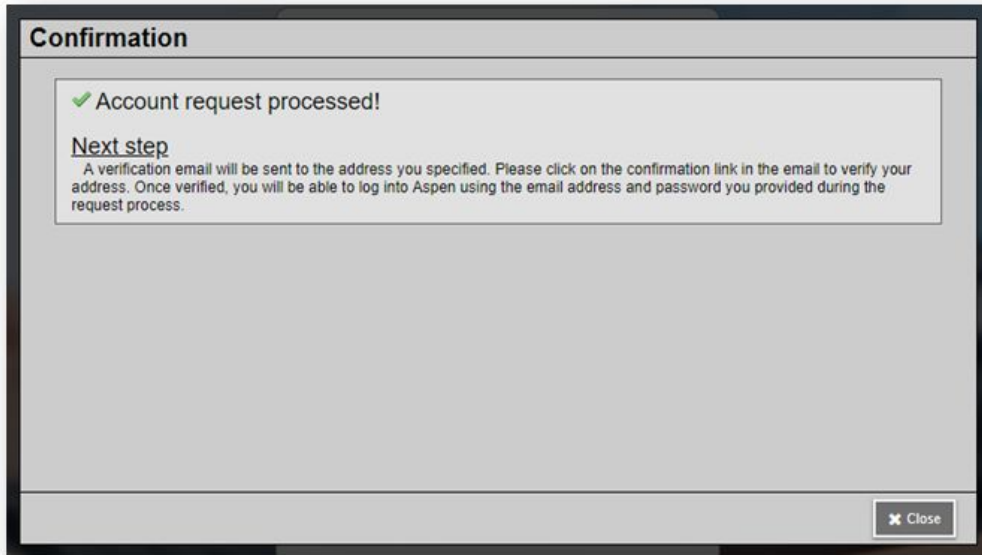 Confirmation
Account request processed!
Next step
A verification email will be sent to the address you specified. Please click on the confirmation link in the email to verify your
address. Once verified, you will be able to log into Aspen using the email address and password you provided during the
request process.
Close